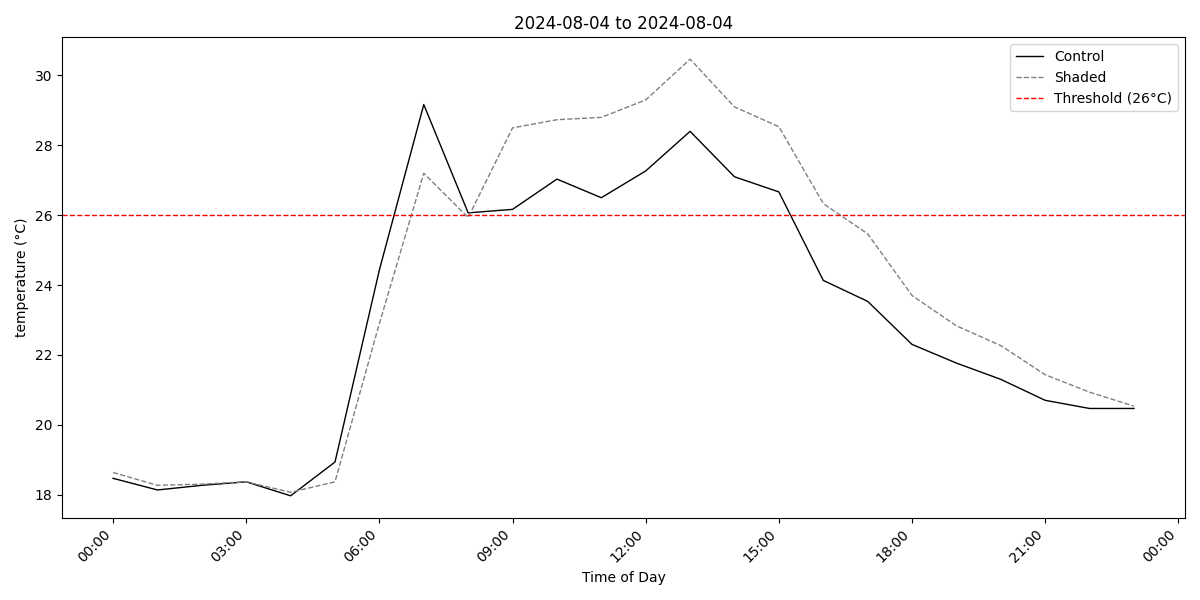 2024-08-04 to 2024-08-04
Control
Shaded
Threshold (26°C)
temperature (°C)
30
28
26
24
22
20
18
00:00
03:00
06:00
09:00
12:00
15:00
18:00
21:00
00:00
Time of Day